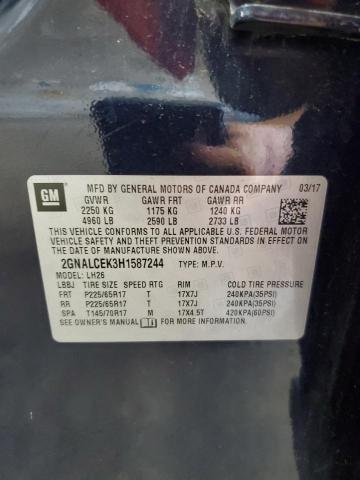 GM
MFD BY GENERAL MOTORS OF CANADA COMPANY 03/17
GVWR GAWR FRT GAWR RR
2250 KG 1175 KG 1240 KG
4960 LB 2590 LB 2733 LB
THIS VEHICLE CONFORMS TO ALL APPLICABLE U.S. FEDERAL MOTOR
VEHICLE SAFETY, BUMPER, AND THEFT PREVENTION STANDARDS IN EFFECT ON THE
DATE OF MANUFACTURE SHOWN ABOVE.
2GNALCEK3H1587244 TYPE: M.P.V.
MODEL: LH26
LBBJ TIRE SIZE SPEED RTG RIM COLD TIRE PRESSURE
FRT P225/65R17 T 17X7J 240KPA(35PSI)
RR P225/65R17 T 17X7J 240KPA(35PSI)
SPA T145/70R17 M 17X4.5T 420KPA(60PSI)
SEE OWNER'S MANUAL FOR MORE INFORMATION